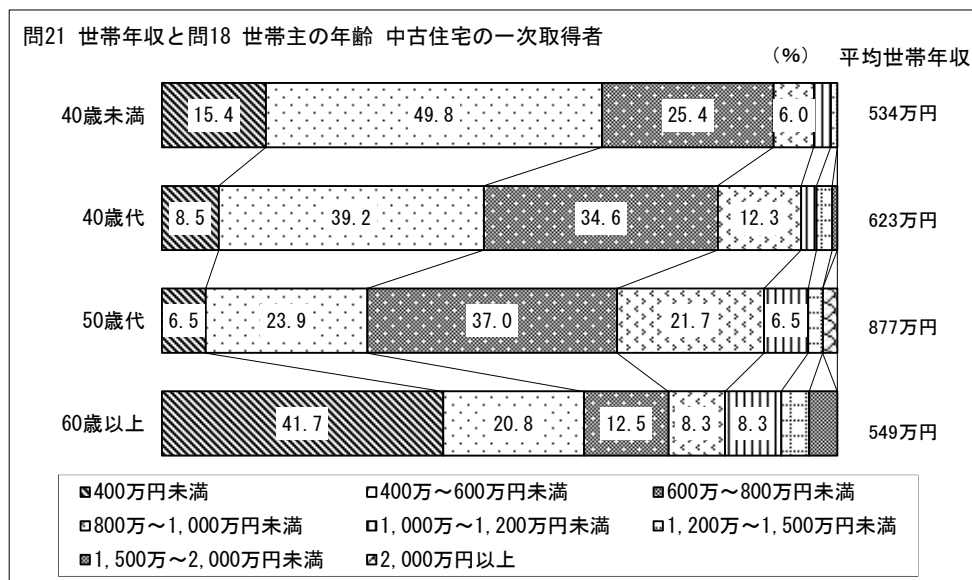 問21 世帯年収と問18 世帯主の年齢 中古住宅の一次取得者
(%) 平均世帯年収
40歳未満 15.4 49.8 25.4 6.0 534万円
40歳代 8.5 39.2 34.6 12.3 623万円
50歳代 6.5 23.9 37.0 21.7 6.5 877万円
60歳以上 41.7 20.8 12.5 8.3 8.3 549万円
400万円未満 400万～600万円未満 600万～800万円未満
800万～1,000万円未満 1,000万～1,200万円未満 1,200万～1,500万円未満
1,500万～2,000万円未満 2,000万円以上